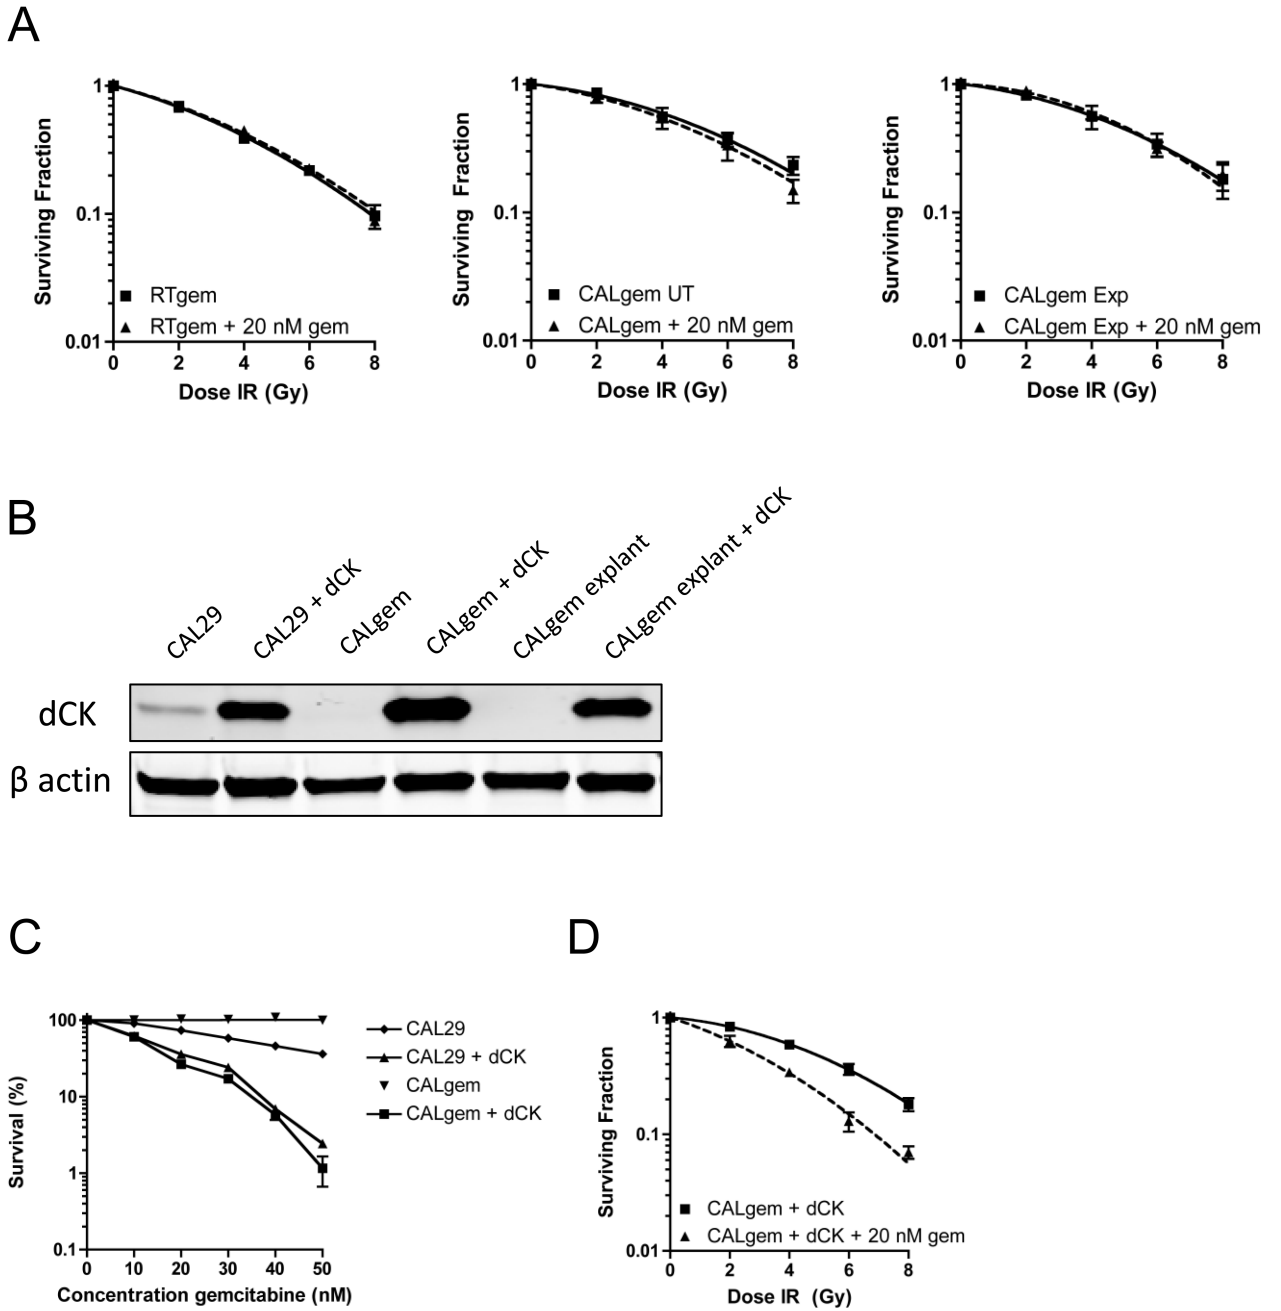 A
1
0.1
0.01
0 2 4 6 8
Surviving Fraction
Dose IR (Gy)
RTgem
RTgem + 20 nM gem
1
0.1
0.01
0 2 4 6 8
Surviving Fraction
Dose IR (Gy)
CALgem UT
CALgem + 20 nM gem
1
0.1
0.01
0 2 4 6 8
Surviving Fraction
Dose IR (Gy)
CALgem Exp
CALgem Exp + 20 nM gem
B
CAL29
CAL29 + dCK
CALgem
CALgem + dCK
CALgem explant
CALgem explant + dCK
dCK
β actin
C
100
10
1
0.1
0 10 20 30 40 50
Survival (%)
Concentration gemcitabine (nM)
CAL29
CAL29 + dCK
CALgem
CALgem + dCK
D
1
0.1
0.01
0 2 4 6 8
Surviving Fraction
Dose IR (Gy)
CALgem + dCK
CALgem + dCK + 20 nM gem